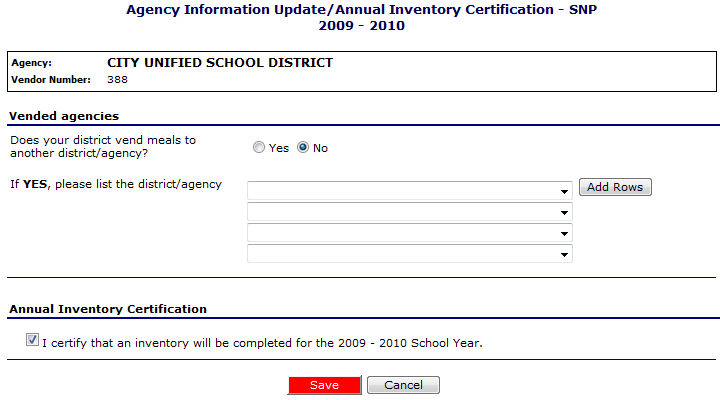 Agency Information Update/Annual Inventory Certification - SNP
2009 - 2010
Agency: CITY UNIFIED SCHOOL DISTRICT
Vendor Number: 388
Vended agencies
Does your district vend meals to
another district/agency?
Yes No
If YES, please list the district/agency
Add Rows
Annual Inventory Certification
I certify that an inventory will be completed for the 2009 - 2010 School Year.
Save Cancel